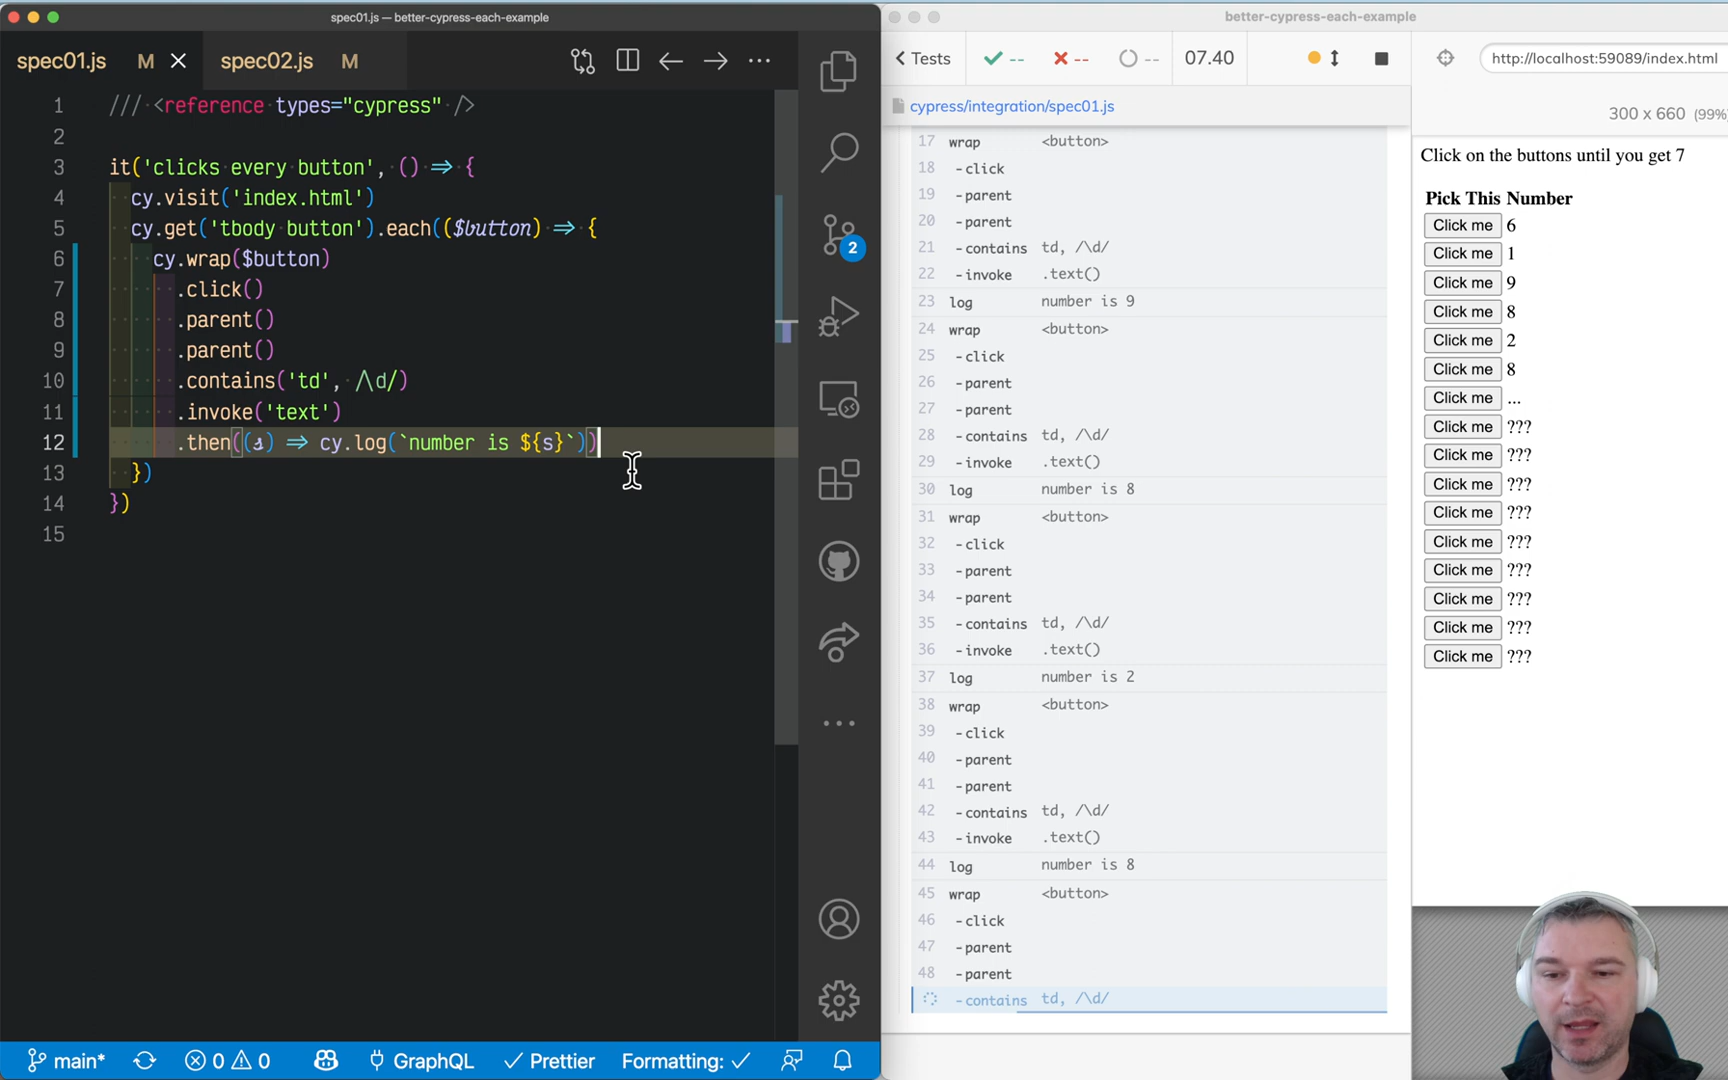 spec01.js — better-cypress-each-example
spec01.js M
spec02.js M
1 /// <reference types="cypress" />
2
3 it('clicks every button', () => {
4 cy.visit('index.html')
5 cy.get('tbody button').each(($button) => {
6 cy.wrap($button)
7 .click()
8 .parent()
9 .parent()
10 .contains('td', /\d/)
11 .invoke('text')
12 .then((s) => cy.log(`number is ${s}`))
13 })
14 })
15
2
main*
0 0
GraphQL
Prettier
Formatting:
better-cypress-each-example
Tests
--
--
--
07.40
cypress/integration/spec01.js
17 wrap <button>
18 -click
19 -parent
20 -parent
21 -contains td, /\d/
22 -invoke .text()
23 log number is 9
24 wrap <button>
25 -click
26 -parent
27 -parent
28 -contains td, /\d/
29 -invoke .text()
30 log number is 8
31 wrap <button>
32 -click
33 -parent
34 -parent
35 -contains td, /\d/
36 -invoke .text()
37 log number is 2
38 wrap <button>
39 -click
40 -parent
41 -parent
42 -contains td, /\d/
43 -invoke .text()
44 log number is 8
45 wrap <button>
46 -click
47 -parent
48 -parent
-contains td, /\d/
http://localhost:59089/index.html
300 x 660 (99%
Click on the buttons until you get 7
Pick This Number
Click me 6
Click me 1
Click me 9
Click me 8
Click me 2
Click me 8
Click me ...
Click me ???
Click me ???
Click me ???
Click me ???
Click me ???
Click me ???
Click me ???
Click me ???
Click me ???